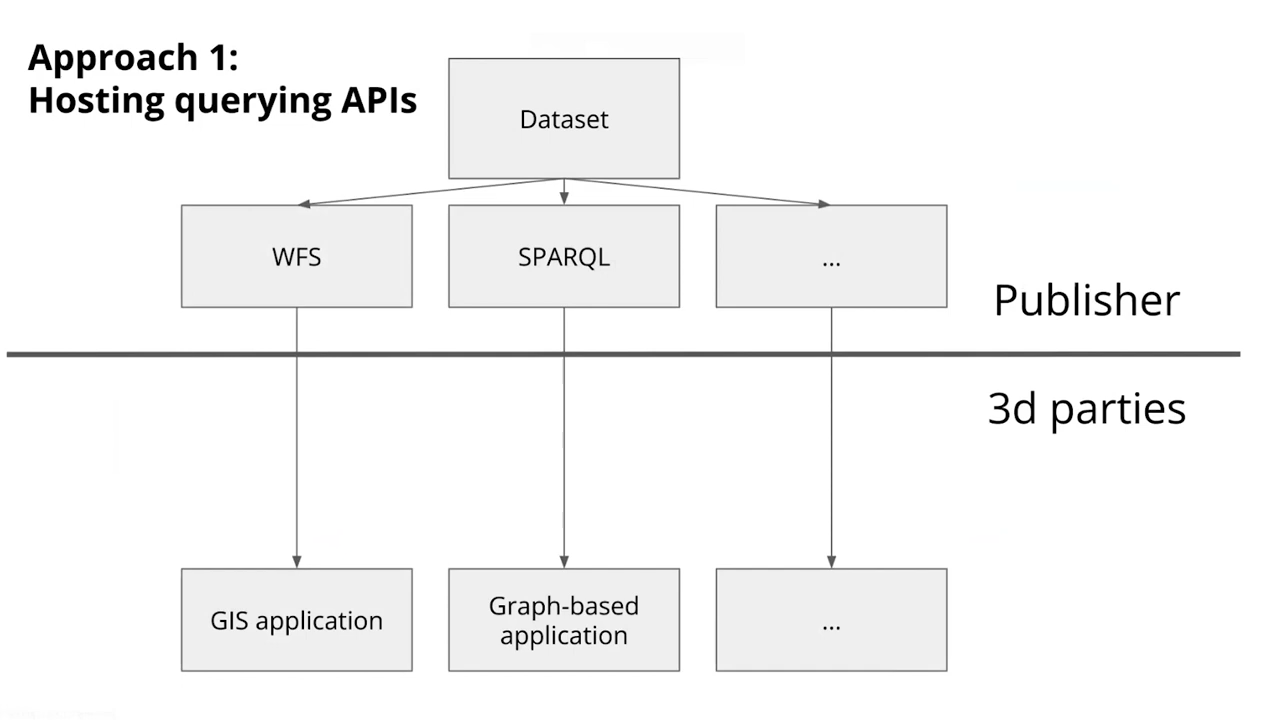 Approach 1:
Hosting querying APIs
Dataset
WFS
SPARQL
...
Publisher
3d parties
GIS application
Graph-based
application
...